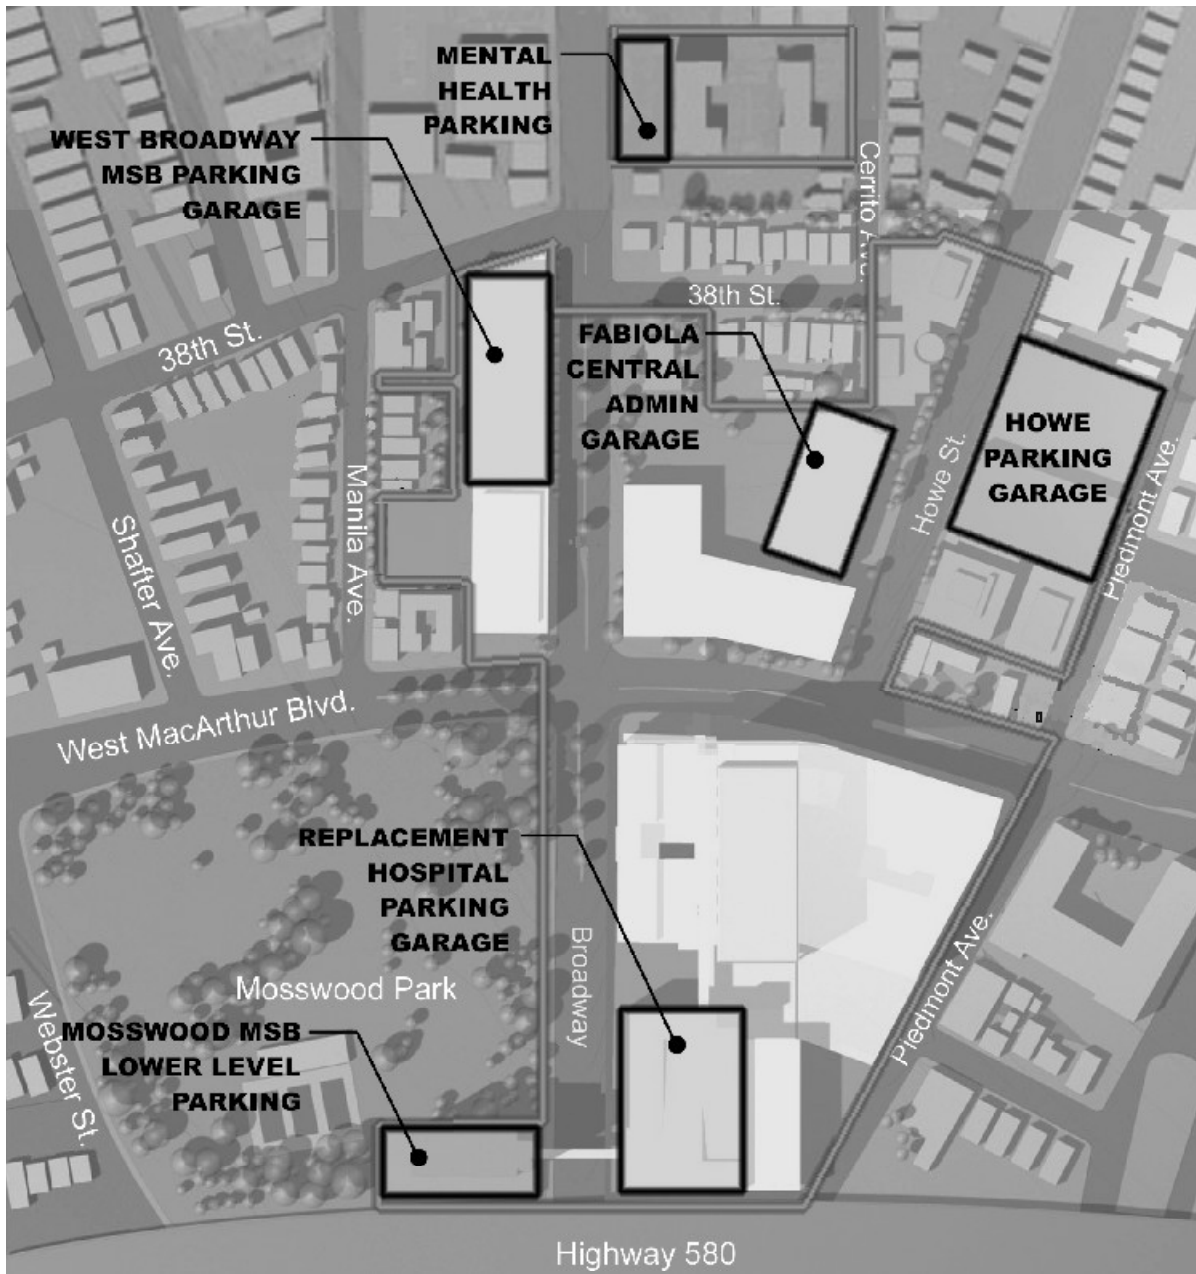 MENTAL
HEALTH
PARKING
WEST BROADWAY
MSB PARKING
GARAGE
Cerrito Ave.
38th St.
38th St.
FABIOLA
CENTRAL
ADMIN
GARAGE
HOWE
PARKING
GARAGE
Howe St.
Piedmont Ave.
Manila Ave.
Shafter Ave.
West MacArthur Blvd.
REPLACEMENT
HOSPITAL
PARKING
GARAGE
Broadway
Piedmont Ave.
Mosswood Park
Webster St.
MOSSWOOD MSB
LOWER LEVEL
PARKING
Highway 580